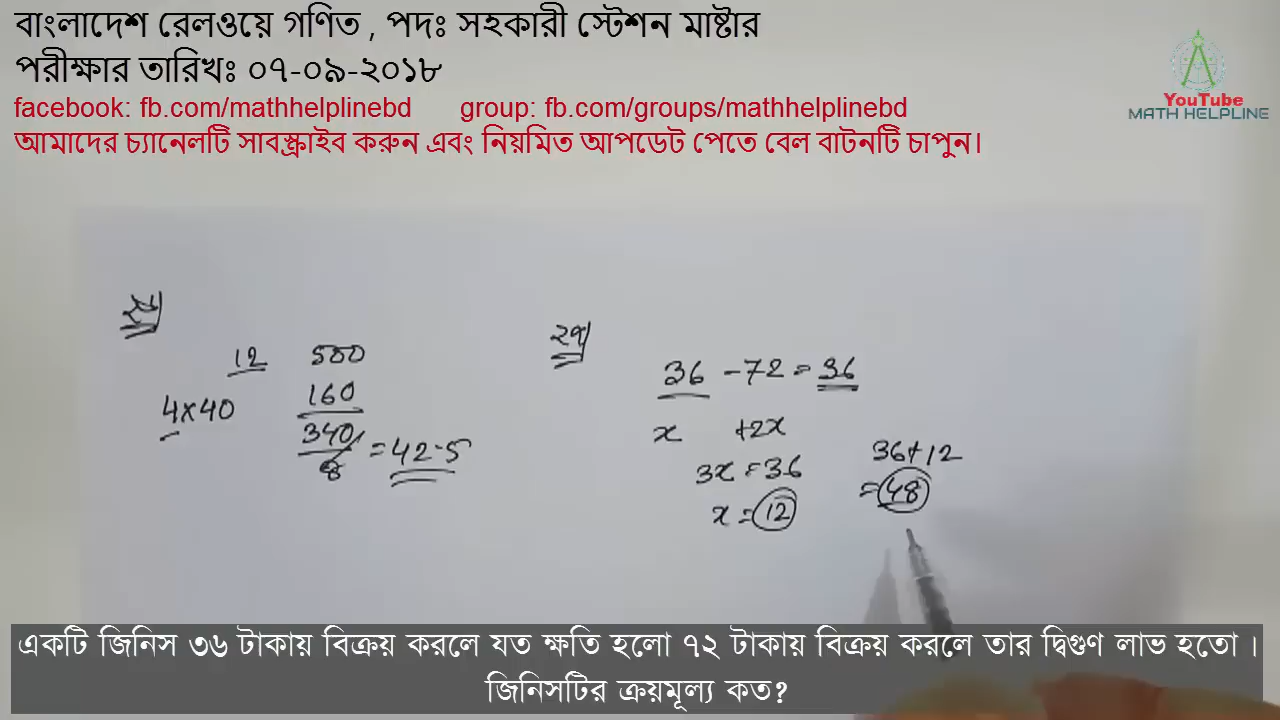 বাংলাদেশ রেলওয়ে গণিত , পদঃ সহকারী স্টেশন মাষ্টার
পরীক্ষার তারিখঃ ০৭-০৯-২০১৮
facebook: fb.com/mathhelplinebd group: fb.com/groups/mathhelplinebd
আমাদের চ্যানেলটি সাবস্ক্রাইব করুন এবং নিয়মিত আপডেট পেতে বেল বাটনটি চাপুন।
YouTube
MATH HELPLINE
12
500
4x40
160
340
8
= 42.5
২৭
36 - 72 = 36
x +2x
3x = 36
x = 12
36+12
= 48
একটি জিনিস ৩৬ টাকায় বিক্রয় করলে যত ক্ষতি হলো ৭২ টাকায় বিক্রয় করলে তার দ্বিগুণ লাভ হতো।
জিনিসটির ক্রয়মূল্য কত?